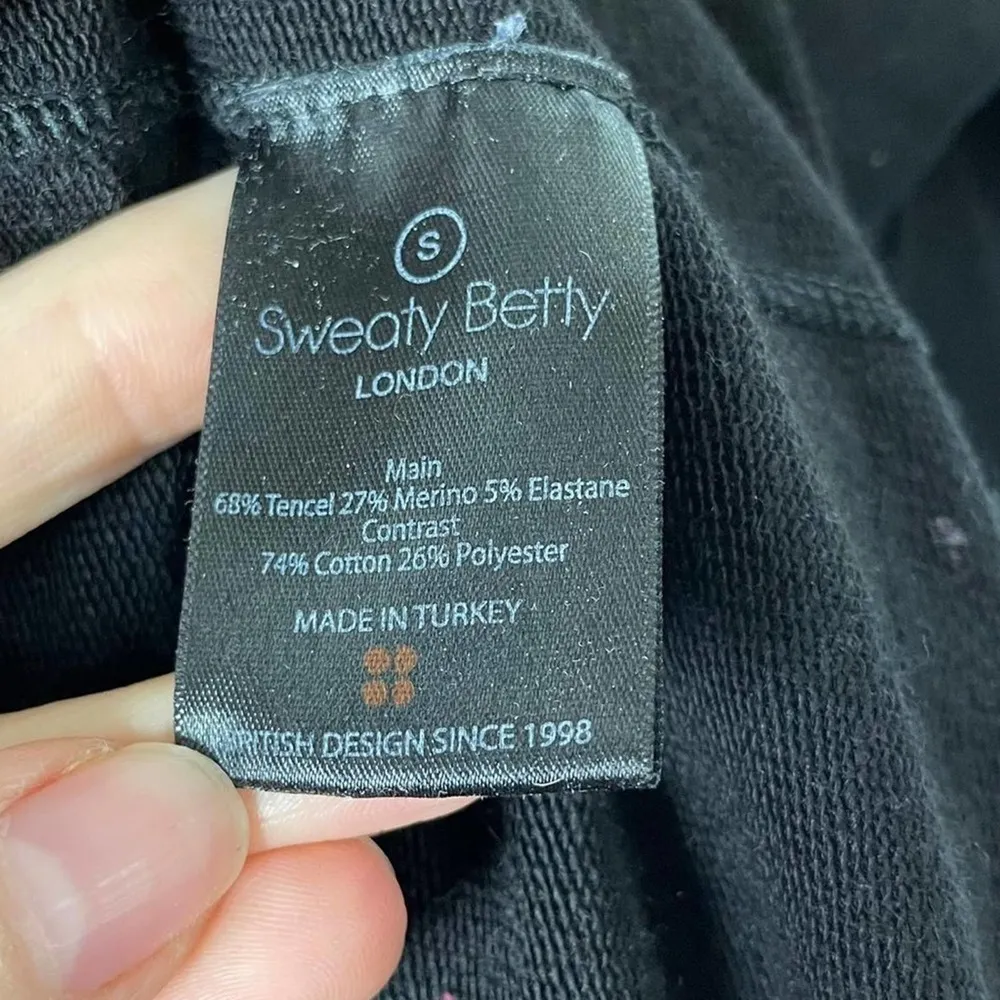 S
Sweaty Betty
LONDON
Main
68% Tencel 27% Merino 5% Elastane
Contrast
74% Cotton 26% Polyester
MADE IN TURKEY
BRITISH DESIGN SINCE 1998